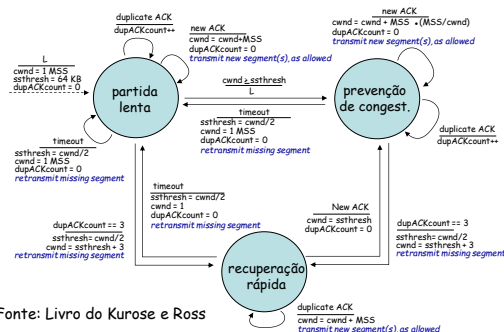 duplicate ACK
dupACKcount++
new ACK
cwnd = cwnd+MSS
dupACKcount = 0
transmit new segment(s), as allowed
new ACK
cwnd = cwnd + MSS • (MSS/cwnd)
dupACKcount = 0
transmit new segment(s), as allowed
L
cwnd = 1 MSS
ssthresh = 64 KB
dupACKcount = 0
partida
lenta
cwnd ≥ ssthresh
L
timeout
ssthresh = cwnd/2
cwnd = 1 MSS
dupACKcount = 0
retransmit missing segment
prevenção
de congest.
duplicate ACK
dupACKcount++
timeout
ssthresh = cwnd/2
cwnd = 1 MSS
dupACKcount = 0
retransmit missing segment
timeout
ssthresh = cwnd/2
cwnd = 1
dupACKcount = 0
retransmit missing segment
dupACKcount == 3
ssthresh= cwnd/2
cwnd = ssthresh + 3
retransmit missing segment
New ACK
cwnd = ssthresh
dupACKcount = 0
dupACKcount == 3
ssthresh= cwnd/2
cwnd = ssthresh + 3
retransmit missing segment
recuperação
rápida
duplicate ACK
cwnd = cwnd + MSS
transmit new segment(s), as allowed
Fonte: Livro do Kurose e Ross